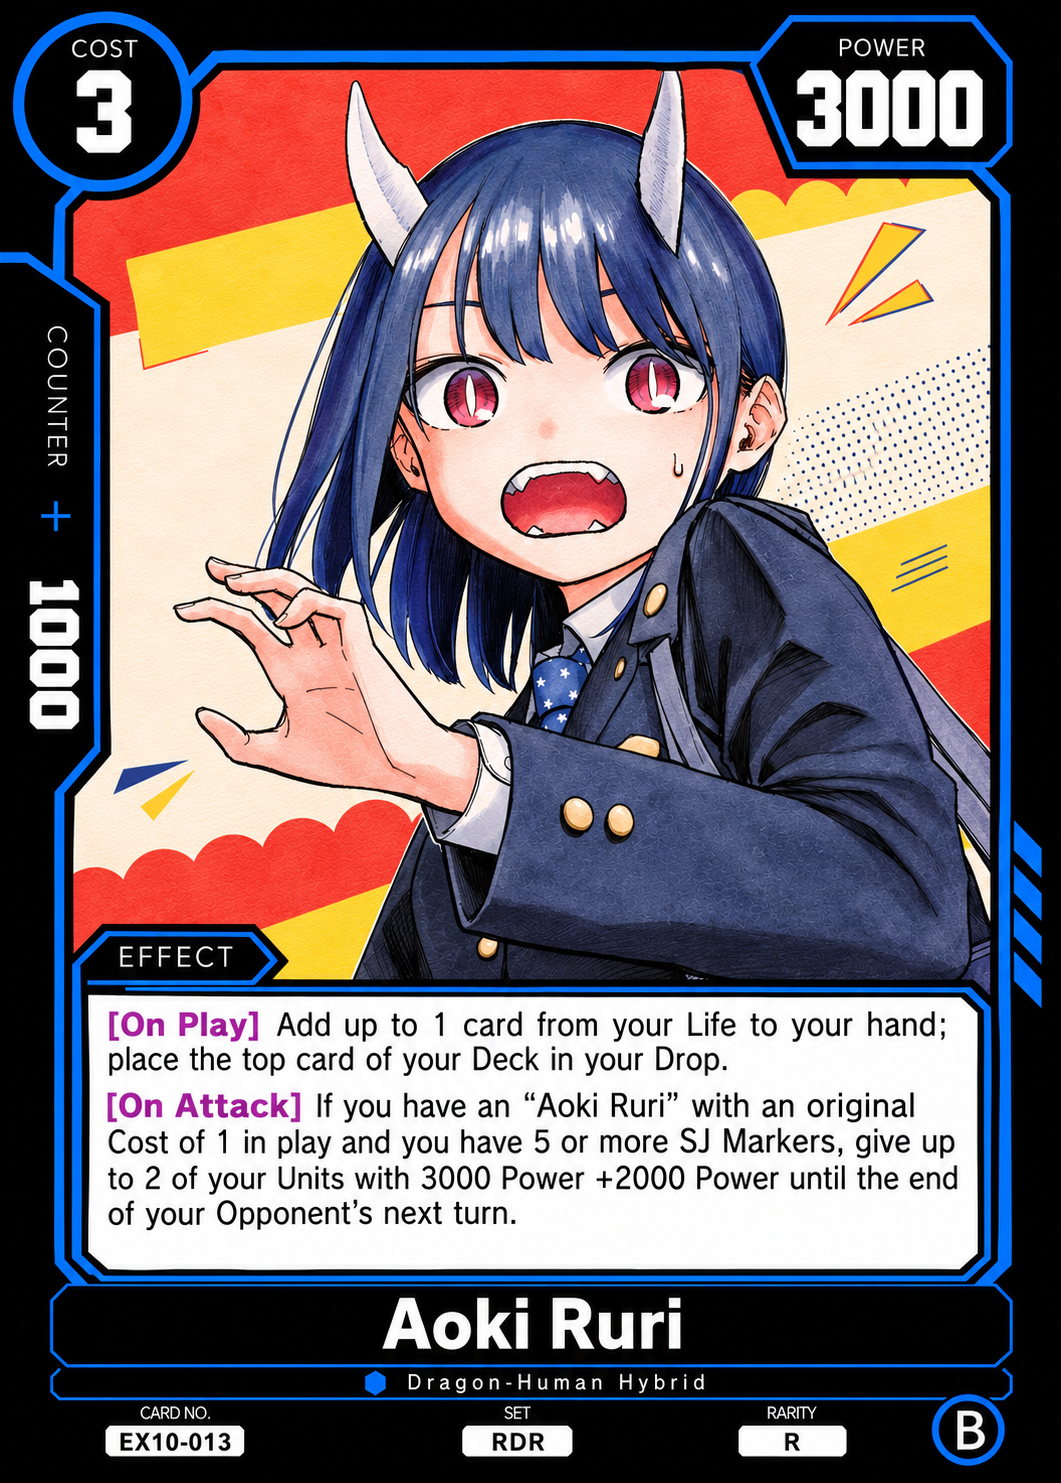 COST
3
POWER
3000
COUNTER + 1000
EFFECT
[On Play] Add up to 1 card from your Life to your hand;
place the top card of your Deck in your Drop.
[On Attack] If you have an “Aoki Ruri” with an original
Cost of 1 in play and you have 5 or more SJ Markers, give up
to 2 of your Units with 3000 Power +2000 Power until the end
of your Opponent’s next turn.
Aoki Ruri
Dragon-Human Hybrid
CARD NO.
EX10-013
SET
RDR
RARITY
R
B